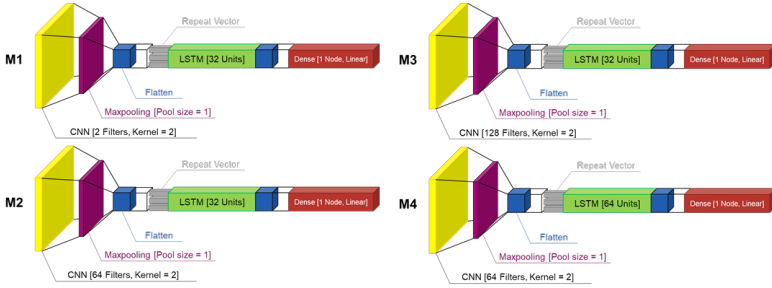 M1
Repeat Vector
LSTM [32 Units]
Dense [1 Node, Linear]
Flatten
Maxpooling [Pool size = 1]
CNN [2 Filters, Kernel = 2]
M3
Repeat Vector
LSTM [32 Units]
Dense [1 Node, Linear]
Flatten
Maxpooling [Pool size = 1]
CNN [128 Filters, Kernel = 2]
M2
Repeat Vector
LSTM [32 Units]
Dense [1 Node, Linear]
Flatten
Maxpooling [Pool size = 1]
CNN [64 Filters, Kernel = 2]
M4
Repeat Vector
LSTM [64 Units]
Dense [1 Node, Linear]
Flatten
Maxpooling [Pool size = 1]
CNN [64 Filters, Kernel = 2]